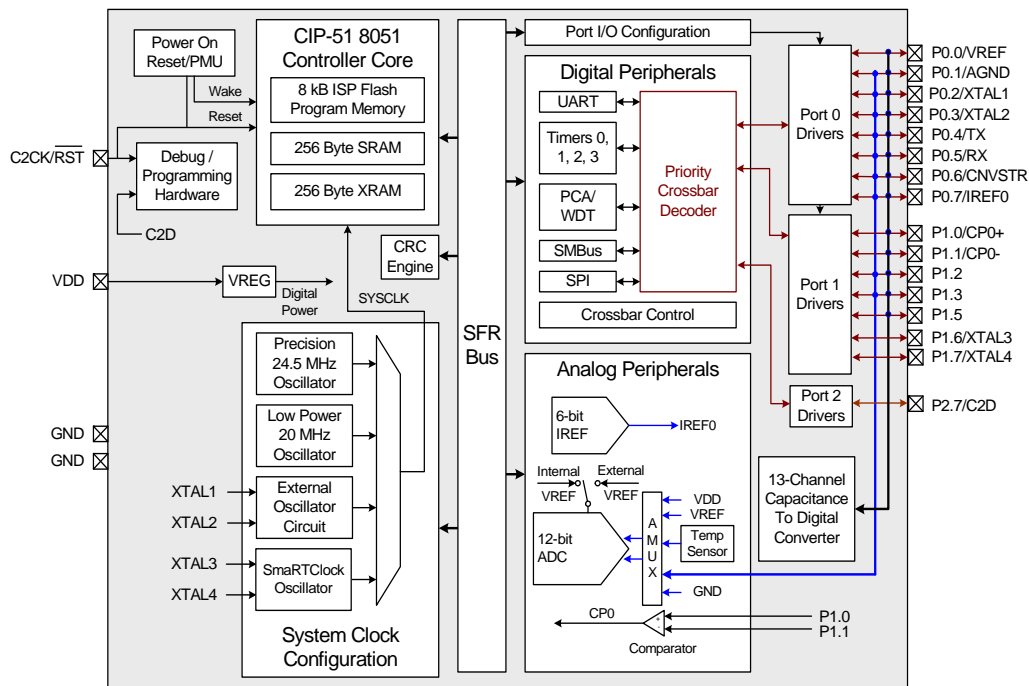 Power On
Reset/PMU
Wake
Reset
C2CK/RST
Debug /
Programming
Hardware
C2D
VDD
VREG
Digital
Power
GND
GND
CIP-51 8051
Controller Core
8 kB ISP Flash
Program Memory
256 Byte SRAM
256 Byte XRAM
CRC
Engine
SYSCLK
Precision
24.5 MHz
Oscillator
Low Power
20 MHz
Oscillator
XTAL1
XTAL2
External
Oscillator
Circuit
XTAL3
XTAL4
SmaRTClock
Oscillator
System Clock
Configuration
SFR
Bus
Port I/O Configuration
Digital Peripherals
UART
Timers 0,
1, 2, 3
PCA/
WDT
SMBus
SPI
Priority
Crossbar
Decoder
Crossbar Control
Analog Peripherals
6-bit
IREF
IREF0
Internal
VREF
External
VREF
12-bit
ADC
A
M
U
X
VDD
VREF
Temp
Sensor
GND
CP0
+
-
Comparator
P1.0
P1.1
Port 0
Drivers
Port 1
Drivers
Port 2
Drivers
13-Channel
Capacitance
To Digital
Converter
P0.0/VREF
P0.1/AGND
P0.2/XTAL1
P0.3/XTAL2
P0.4/TX
P0.5/RX
P0.6/CNVSTR
P0.7/IREF0
P1.0/CP0+
P1.1/CP0-
P1.2
P1.3
P1.5
P1.6/XTAL3
P1.7/XTAL4
P2.7/C2D